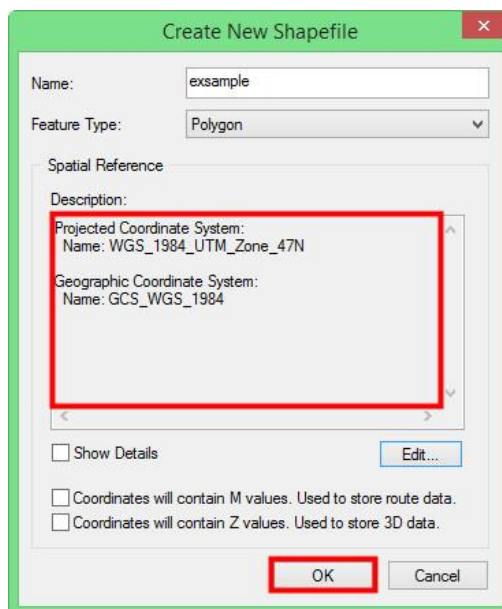 Create New Shapefile
Name: exsample
Feature Type: Polygon
Spatial Reference
Description:
Projected Coordinate System:
Name: WGS_1984_UTM_Zone_47N
Geographic Coordinate System:
Name: GCS_WGS_1984
Show Details
Edit...
Coordinates will contain M values. Used to store route data.
Coordinates will contain Z values. Used to store 3D data.
OK Cancel